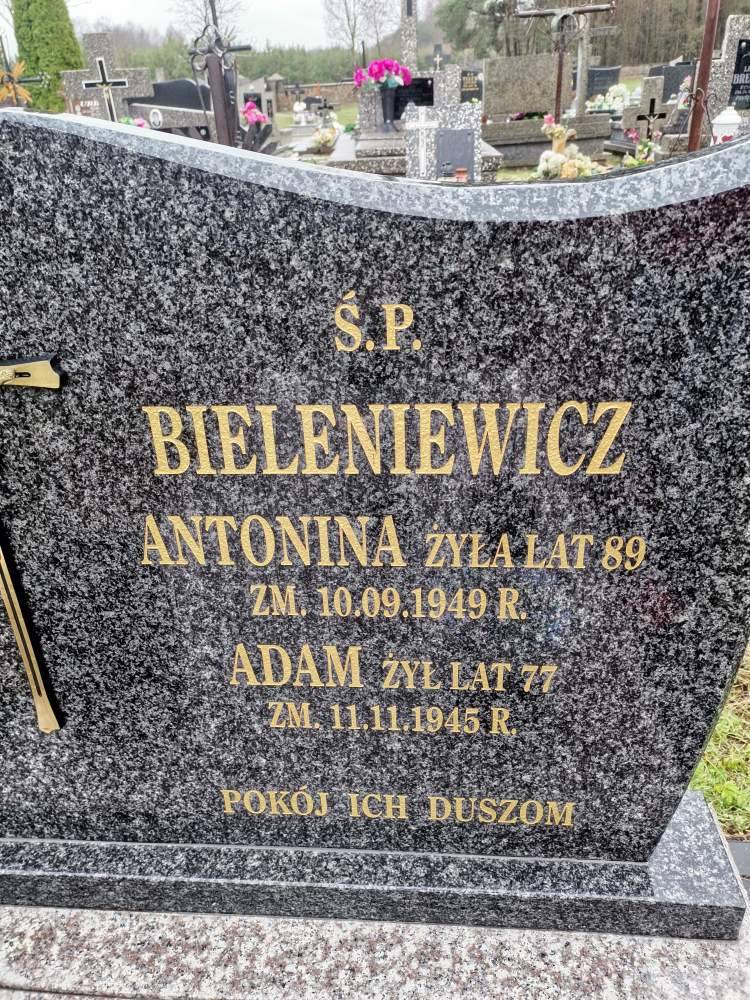 Ś.P.
BIELENIEWICZ
ANTONINA ŻYŁA LAT 89
ZM. 10.09.1949 R.
ADAM ŻYŁ LAT 77
ZM. 11.11.1945 R.
POKÓJ ICH DUSZOM